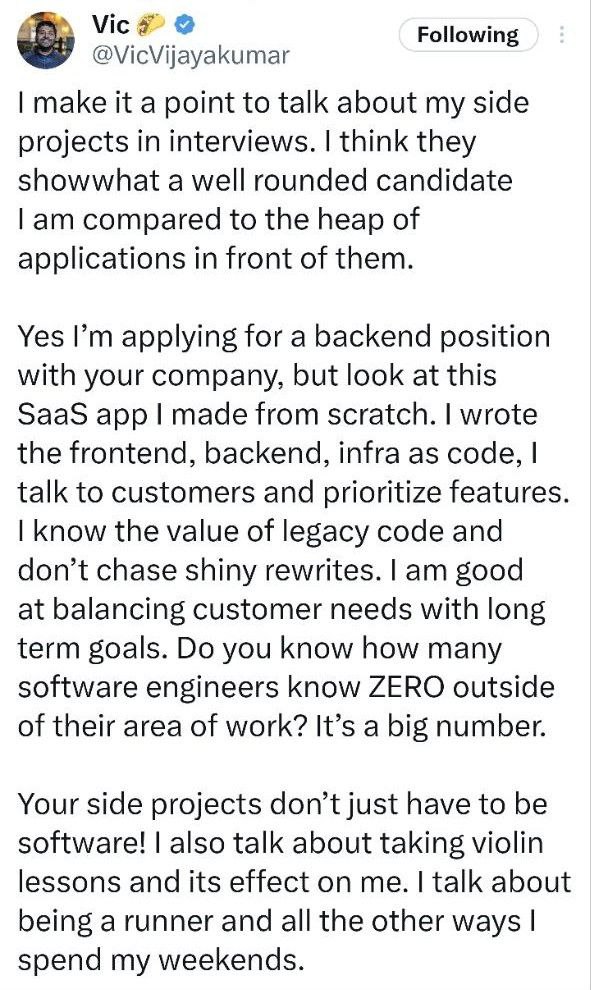 Vic 🌮
@VicVijayakumar
Following
I make it a point to talk about my side
projects in interviews. I think they
showwhat a well rounded candidate
I am compared to the heap of
applications in front of them.
Yes I'm applying for a backend position
with your company, but look at this
SaaS app I made from scratch. I wrote
the frontend, backend, infra as code, I
talk to customers and prioritize features.
I know the value of legacy code and
don't chase shiny rewrites. I am good
at balancing customer needs with long
term goals. Do you know how many
software engineers know ZERO outside
of their area of work? It's a big number.
Your side projects don't just have to be
software! I also talk about taking violin
lessons and its effect on me. I talk about
being a runner and all the other ways I
spend my weekends.